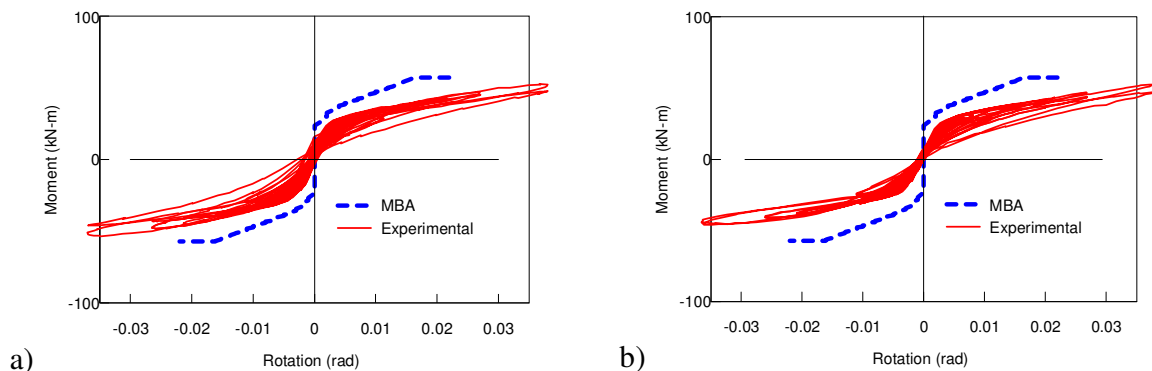 100
0
-100
Moment (kN-m)
-0.03 -0.02 -0.01 0 0.01 0.02 0.03
Rotation (rad)
MBA
Experimental
a)
100
0
-100
Moment (kN-m)
-0.03 -0.02 -0.01 0 0.01 0.02 0.03
Rotation (rad)
MBA
Experimental
b)